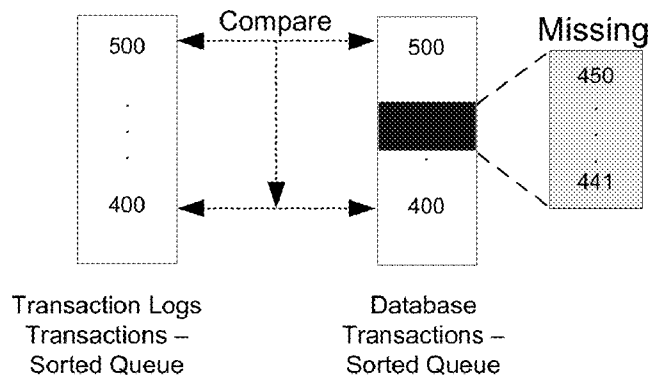 Compare
Missing
500
500
450
441
400
400
Transaction Logs
Transactions –
Sorted Queue
Database
Transactions –
Sorted Queue